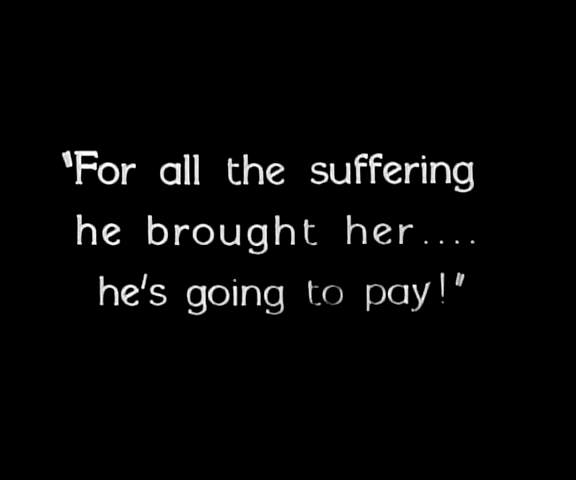 "For all the suffering
he brought her....
he's going to pay!"